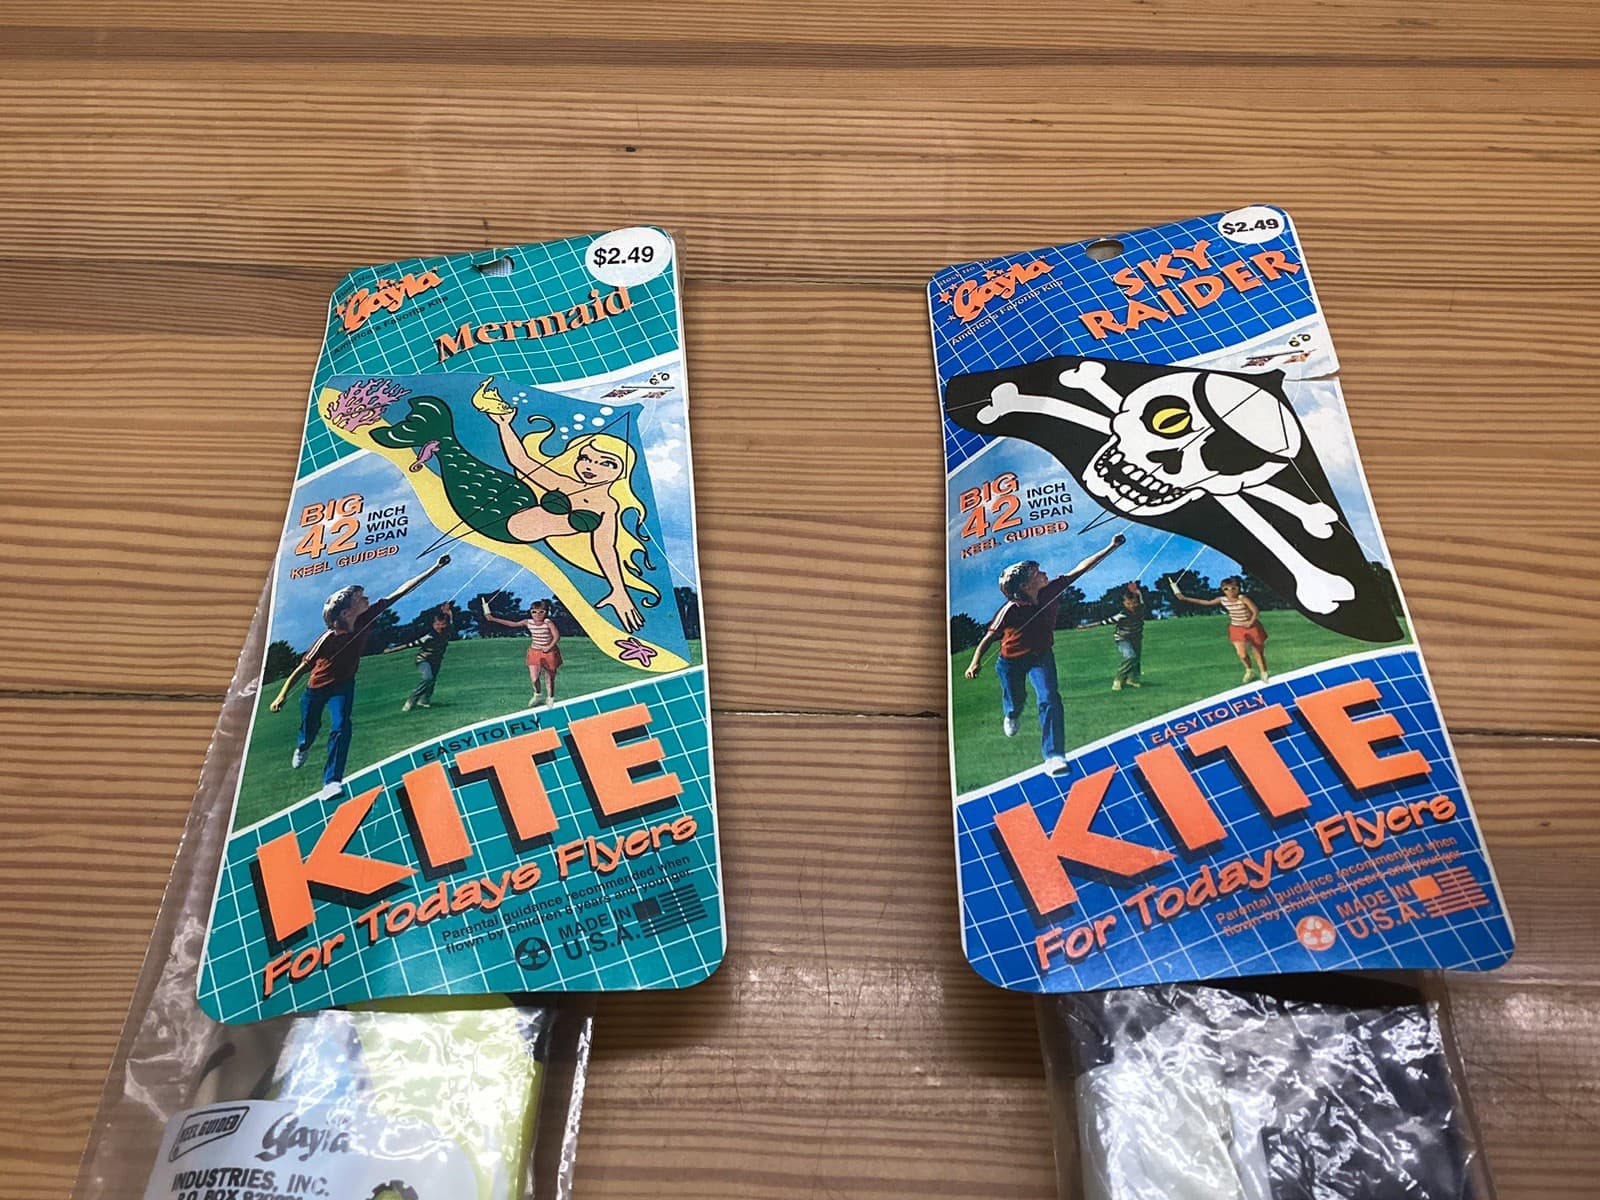 $2.49
Gayla
America's Favorite Kite
Mermaid
BIG
42
INCH
WING
SPAN
KEEL GUIDED
EASY TO FLY
KITE
For Todays Flyers
Parental guidance recommended when
flown by children 8 years and younger.
MADE IN
U.S.A.
KEEL GUIDED
Gayla
INDUSTRIES, INC.
P.O. BOX
$2.49
Stock No.
Gayla
America's Favorite Kite
SKY
RAIDER
BIG
42
INCH
WING
SPAN
KEEL GUIDED
EASY TO FLY
KITE
For Todays Flyers
Parental guidance recommended when
flown by children 8 years and younger.
MADE IN
U.S.A.